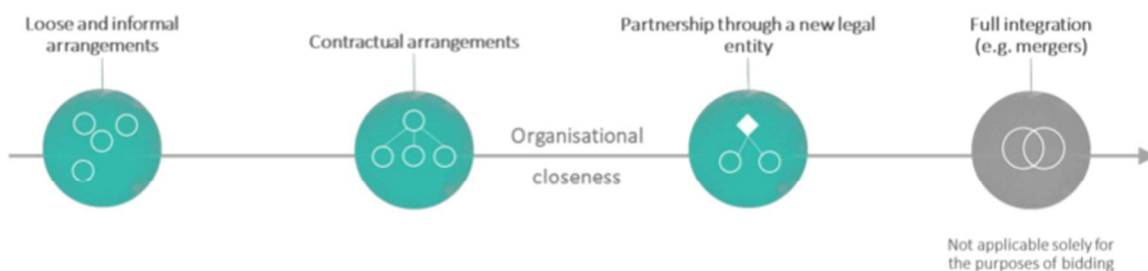 Loose and informal
arrangements
Contractual arrangements
Partnership through a new legal
entity
Full integration
(e.g. mergers)
Organisational
closeness
Not applicable solely for
the purposes of bidding